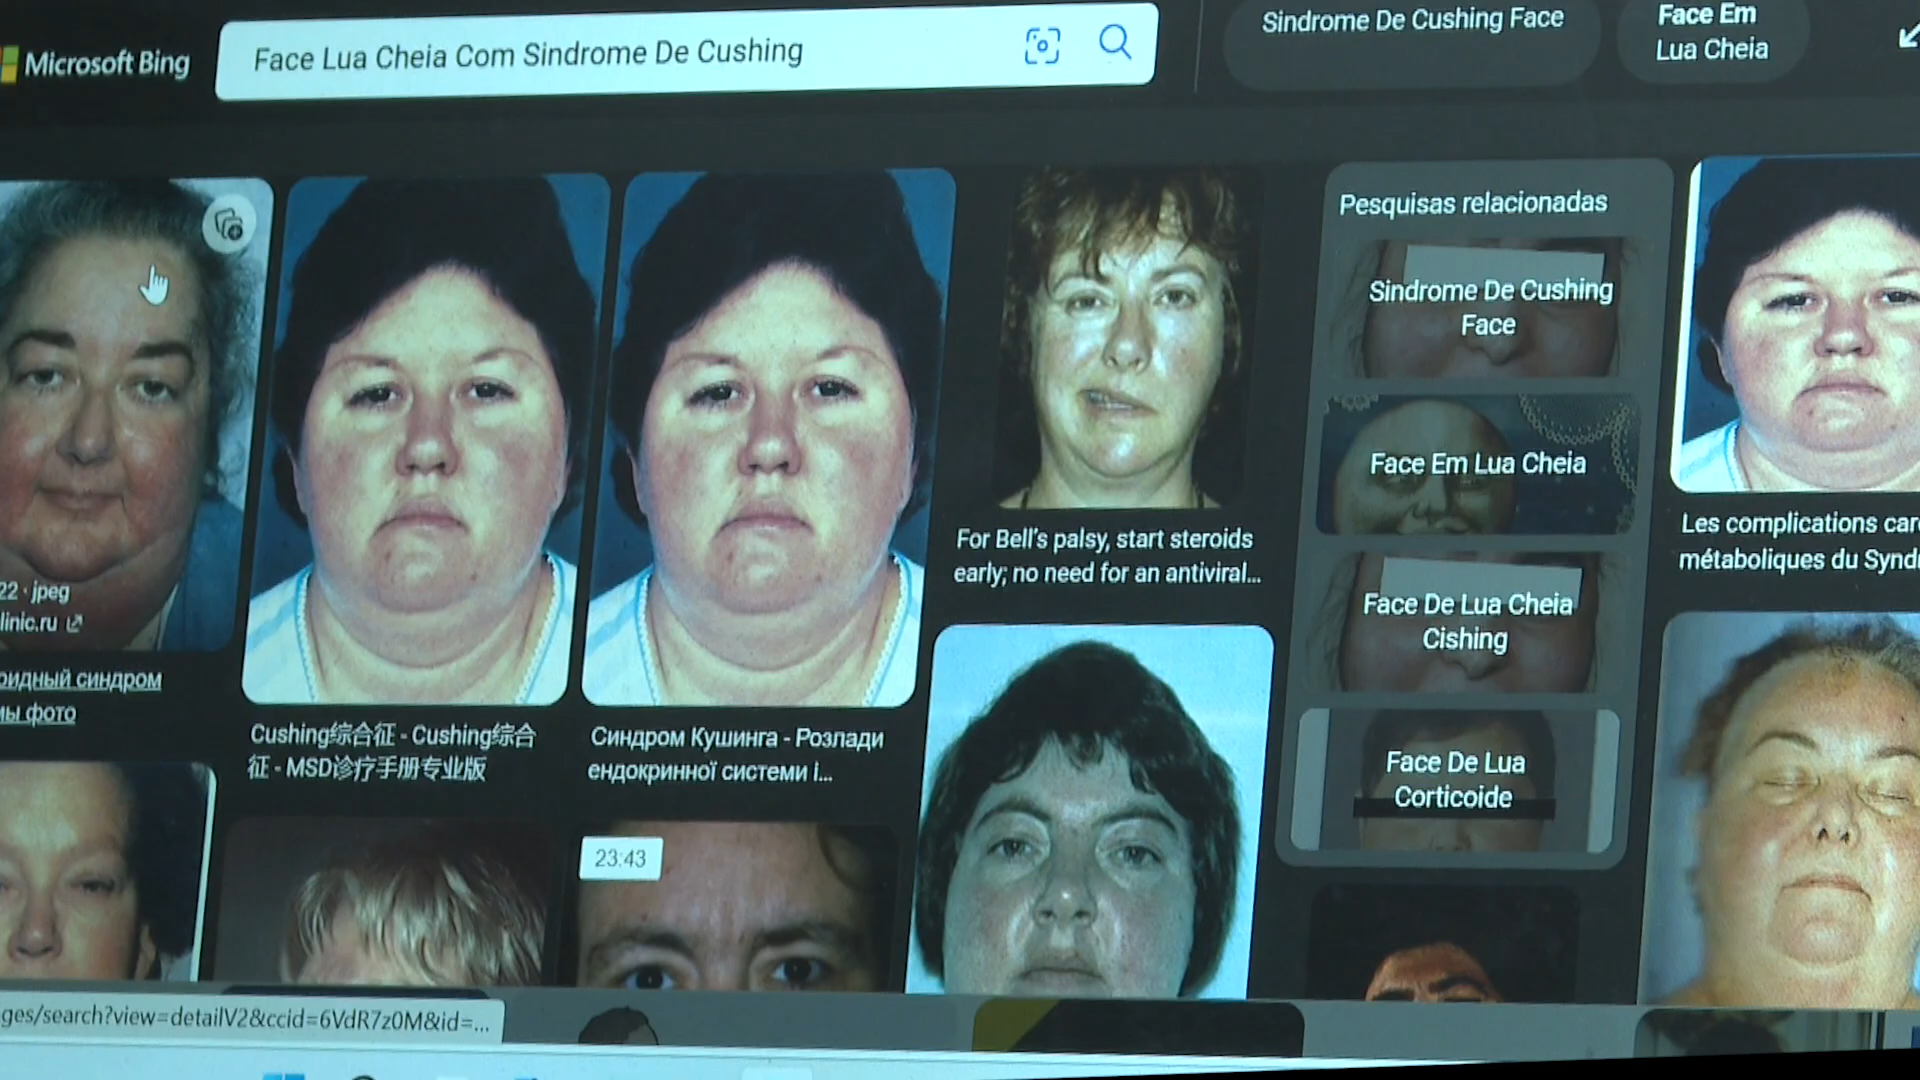 Microsoft Bing
Face Lua Cheia Com Sindrome De Cushing
Sindrome De Cushing Face
Face Em
Lua Cheia
22 · jpeg
linic.ru
оидный синдром
мы фото
Cushing综合征 - Cushing综合
征 - MSD诊疗手册专业版
Синдром Кушинга - Розлади
ендокринної системи і...
For Bell's palsy, start steroids
early; no need for an antiviral...
Pesquisas relacionadas
Sindrome De Cushing
Face
Face Em Lua Cheia
Face De Lua Cheia
Cishing
Face De Lua
Corticoide
Les complications car
métaboliques du Synd
23:43
ges/search?view=detailV2&ccid=6VdR7z0M&id=...